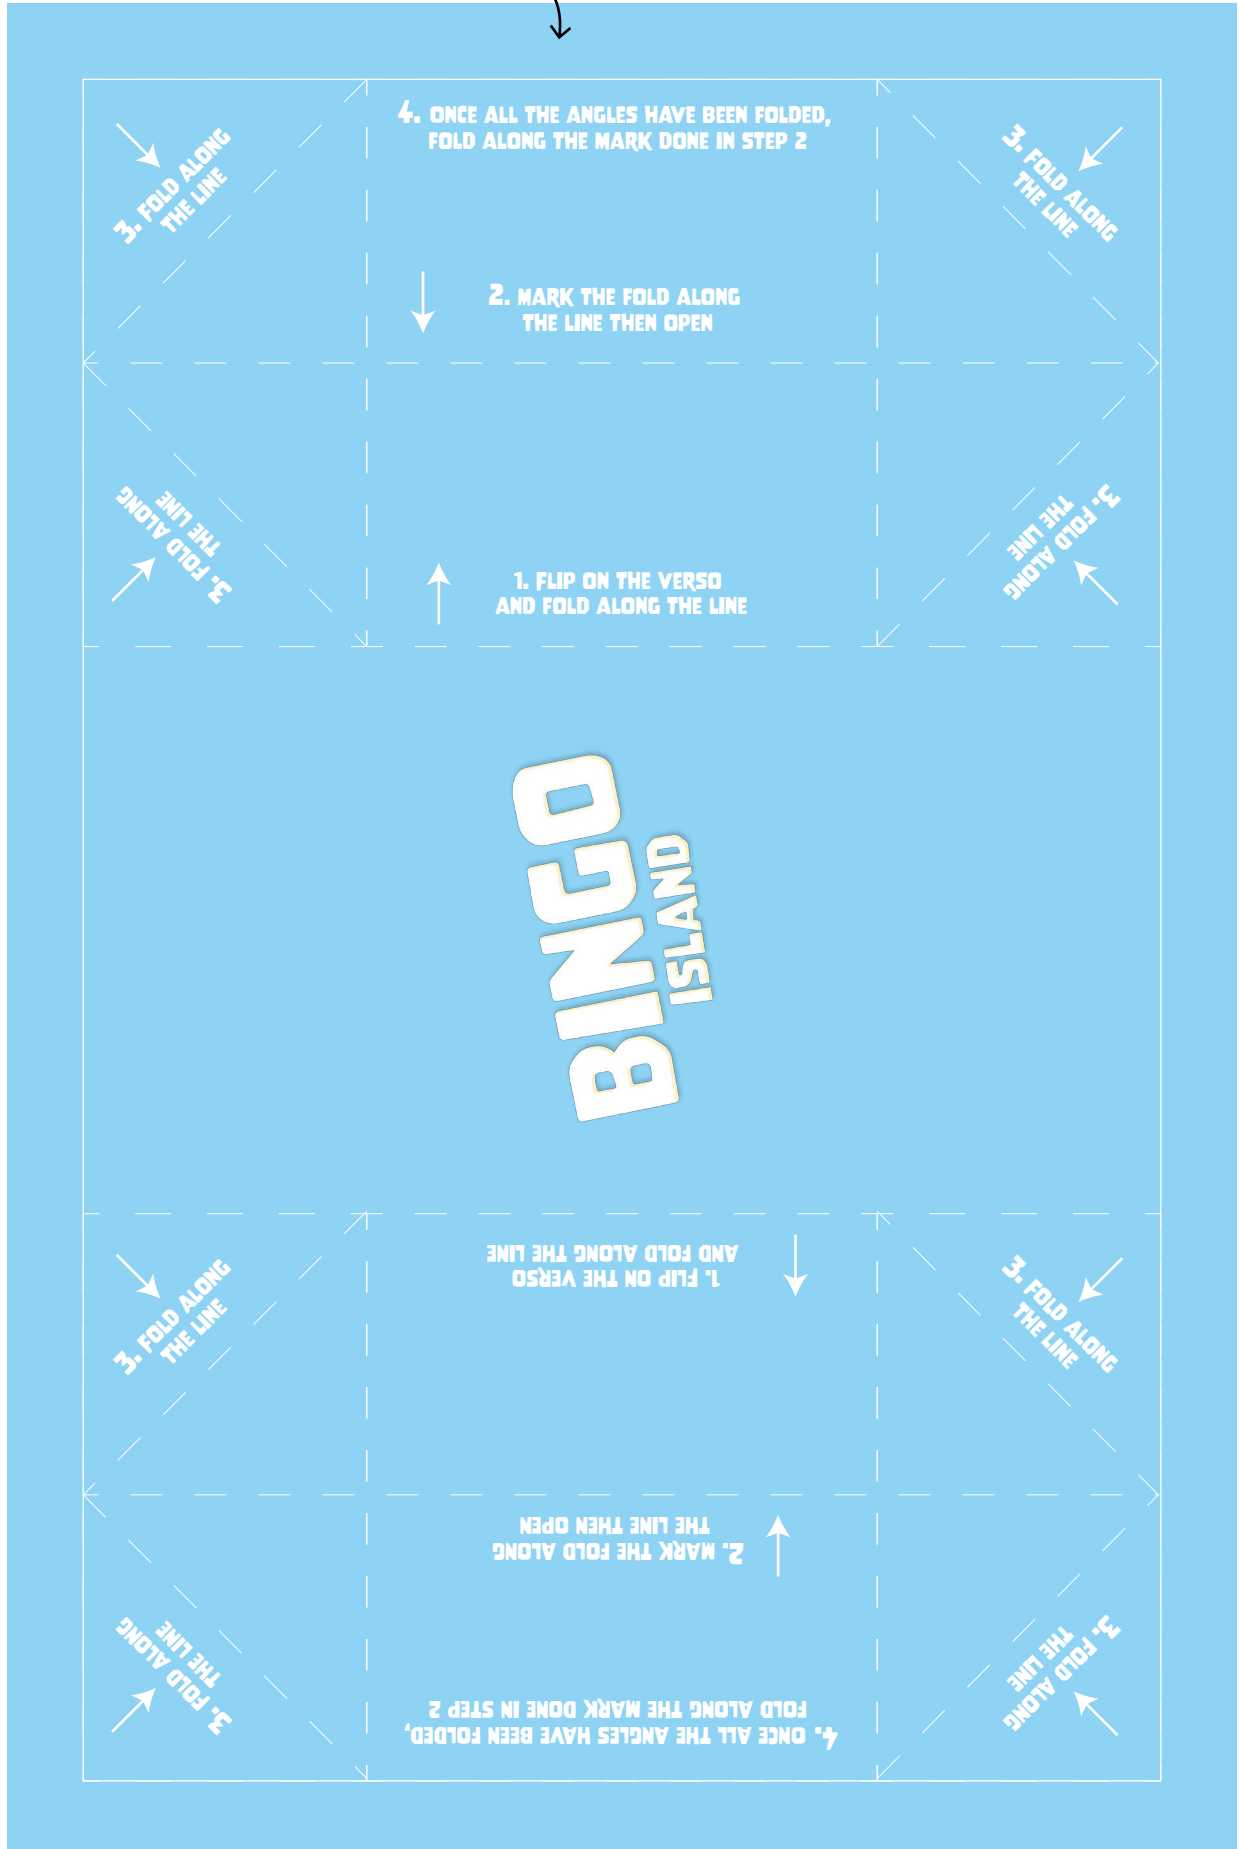 4. ONCE ALL THE ANGLES HAVE BEEN FOLDED,
FOLD ALONG THE MARK DONE IN STEP 2
3. FOLD ALONG
THE LINE
3. FOLD ALONG
THE LINE
2. MARK THE FOLD ALONG
THE LINE THEN OPEN
3. FOLD ALONG
THE LINE
3. FOLD ALONG
THE LINE
1. FLIP ON THE VERSO
AND FOLD ALONG THE LINE
BINGO
ISLAND
1. FLIP ON THE VERSO
AND FOLD ALONG THE LINE
3. FOLD ALONG
THE LINE
3. FOLD ALONG
THE LINE
2. MARK THE FOLD ALONG
THE LINE THEN OPEN
3. FOLD ALONG
THE LINE
3. FOLD ALONG
THE LINE
4. ONCE ALL THE ANGLES HAVE BEEN FOLDED,
FOLD ALONG THE MARK DONE IN STEP 2